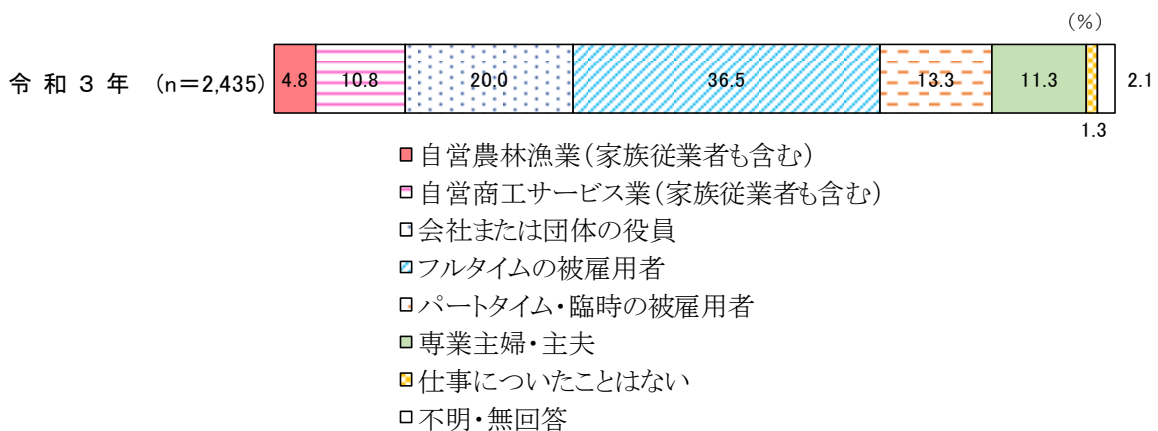 (%)
令和3年 (n=2,435) 4.8 10.8 20.0 36.5 13.3 11.3 2.1
1.3
自営農林漁業(家族従業者も含む)
自営商工サービス業(家族従業者も含む)
会社または団体の役員
フルタイムの被雇用者
パートタイム・臨時の被雇用者
専業主婦・主夫
仕事についたことはない
不明・無回答